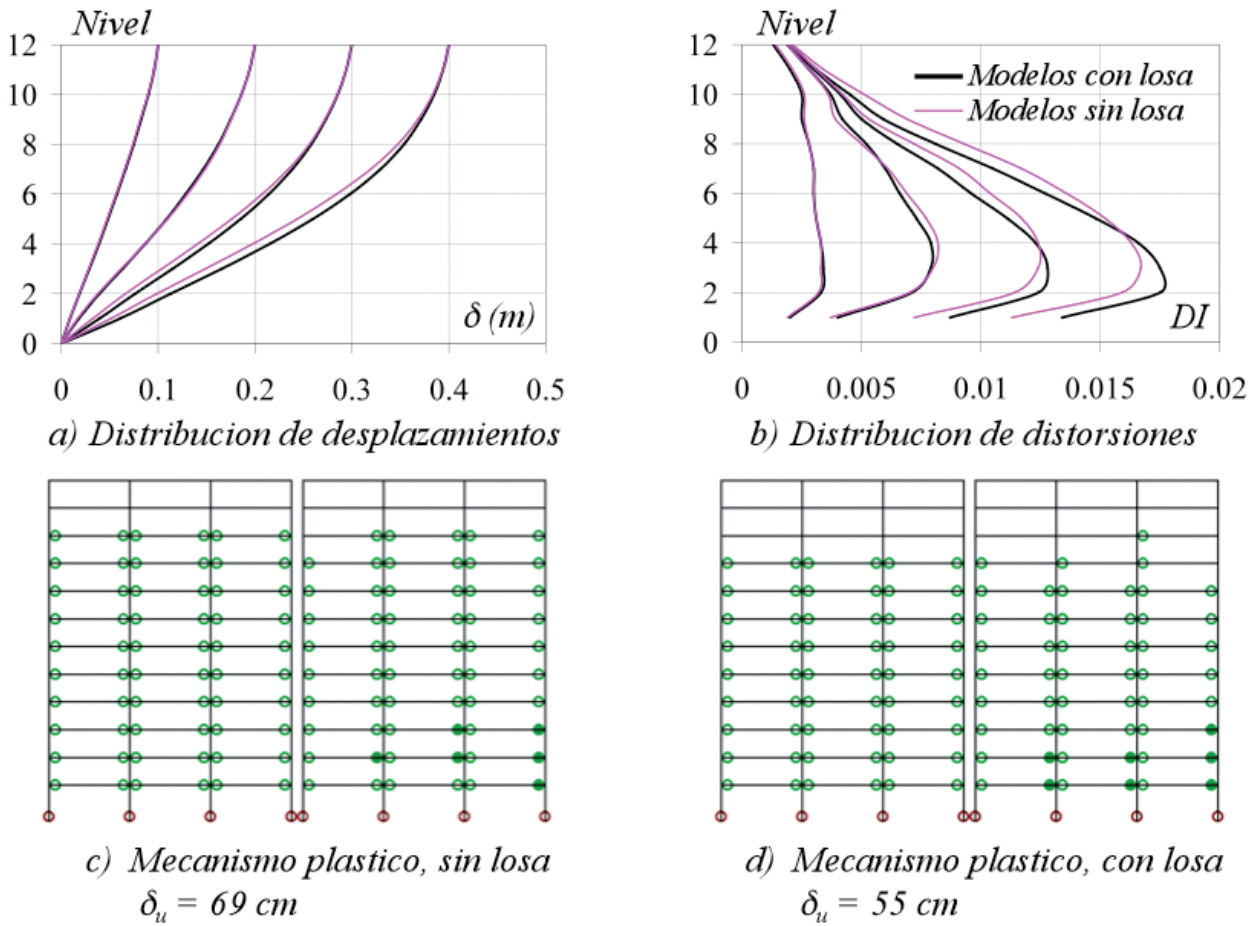 Nivel
12
10
8
6
4
2
0
δ (m)
0 0.1 0.2 0.3 0.4 0.5
a) Distribucion de desplazamientos
Nivel
12
10
8
6
4
2
0
Modelos con losa
Modelos sin losa
DI
0 0.005 0.01 0.015 0.02
b) Distribucion de distorsiones
c) Mecanismo plastico, sin losa
δu = 69 cm
d) Mecanismo plastico, con losa
δu = 55 cm